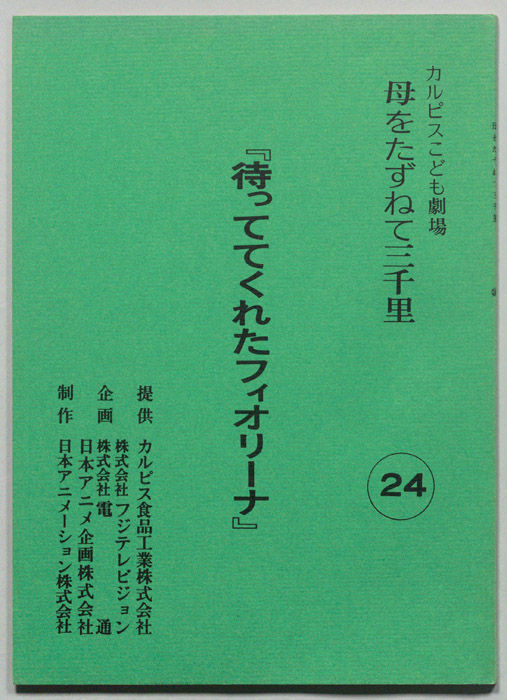 カルピスこども劇場
母をたずねて三千里
24
『待っててくれたフィオリーナ』
提供 カルピス食品工業株式会社
企画 株式会社フジテレビジョン
株式会社電通
日本アニメ企画株式会社
制作 日本アニメーション株式会社